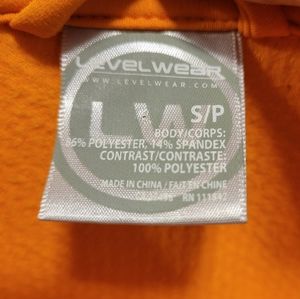 LEVELWEAR
WWW.LEVELWEAR.COM
LW
S/P
BODY/CORPS:
86% POLYESTER, 14% SPANDEX
CONTRAST/CONTRASTE:
100% POLYESTER
MADE IN CHINA / FAIT EN CHINE
RN